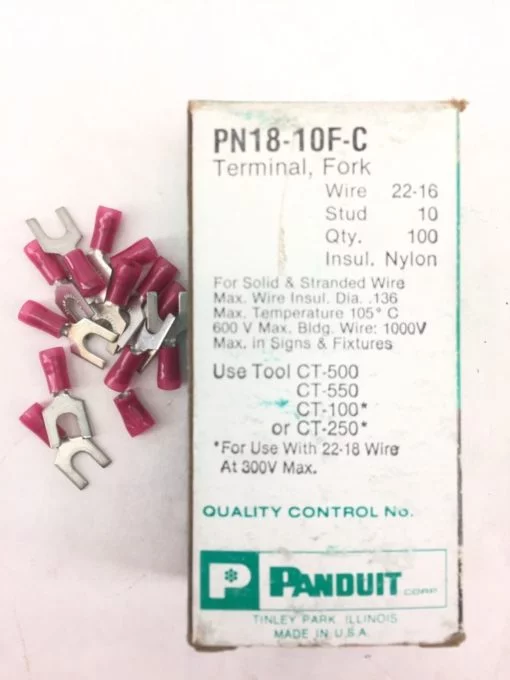 PN18-10F-C
Terminal, Fork
Wire 22-16
Stud 10
Qty. 100
Insul. Nylon
For Solid & Stranded Wire
Max. Wire Insul. Dia. .136
Max. Temperature 105° C
600 V Max. Bldg. Wire: 1000V
Max. in Signs & Fixtures
Use Tool CT-500
CT-550
CT-100*
or CT-250*
*For Use With 22-18 Wire
At 300V Max.
QUALITY CONTROL No.
P PANDUIT CORP.
TINLEY PARK, ILLINOIS
MADE IN U.S.A.